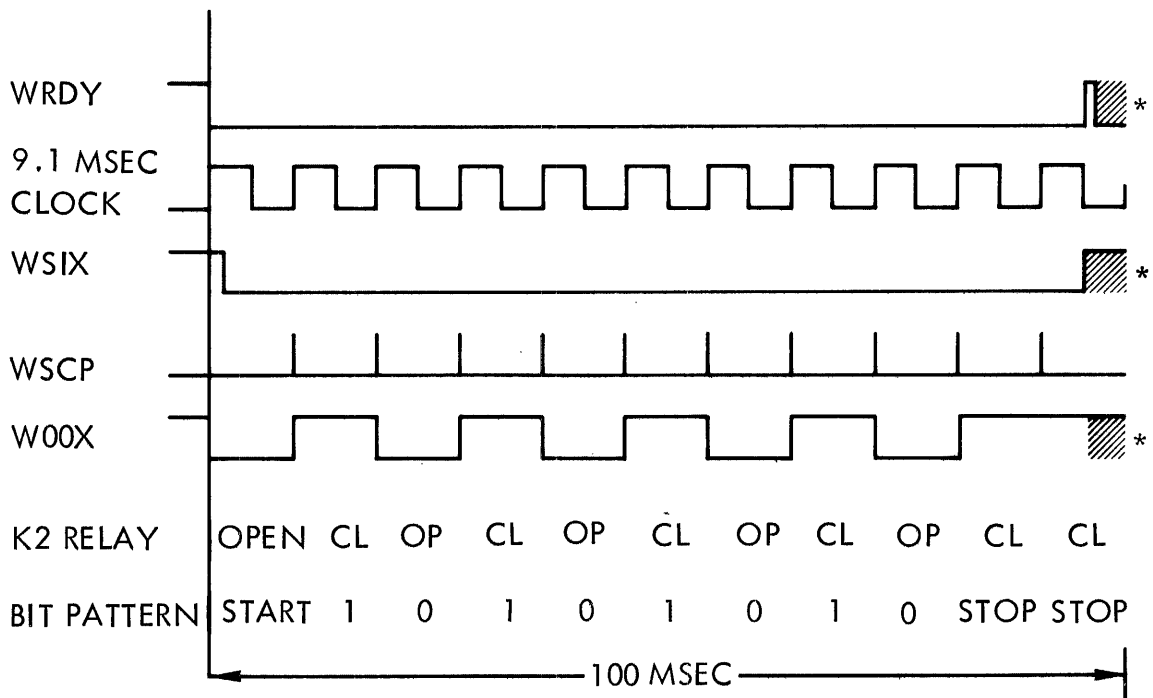 WRDY *
9.1 MSEC
CLOCK
WSIX *
WSCP
W00X *
K2 RELAY OPEN CL OP CL OP CL OP CL OP CL CL
BIT PATTERN START 1 0 1 0 1 0 1 0 STOP STOP
100 MSEC